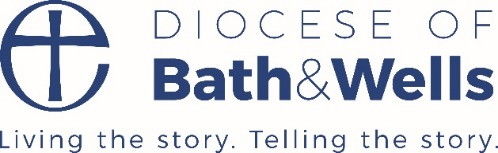 DIOCESE OF
Bath&Wells
Living the story. Telling the story.